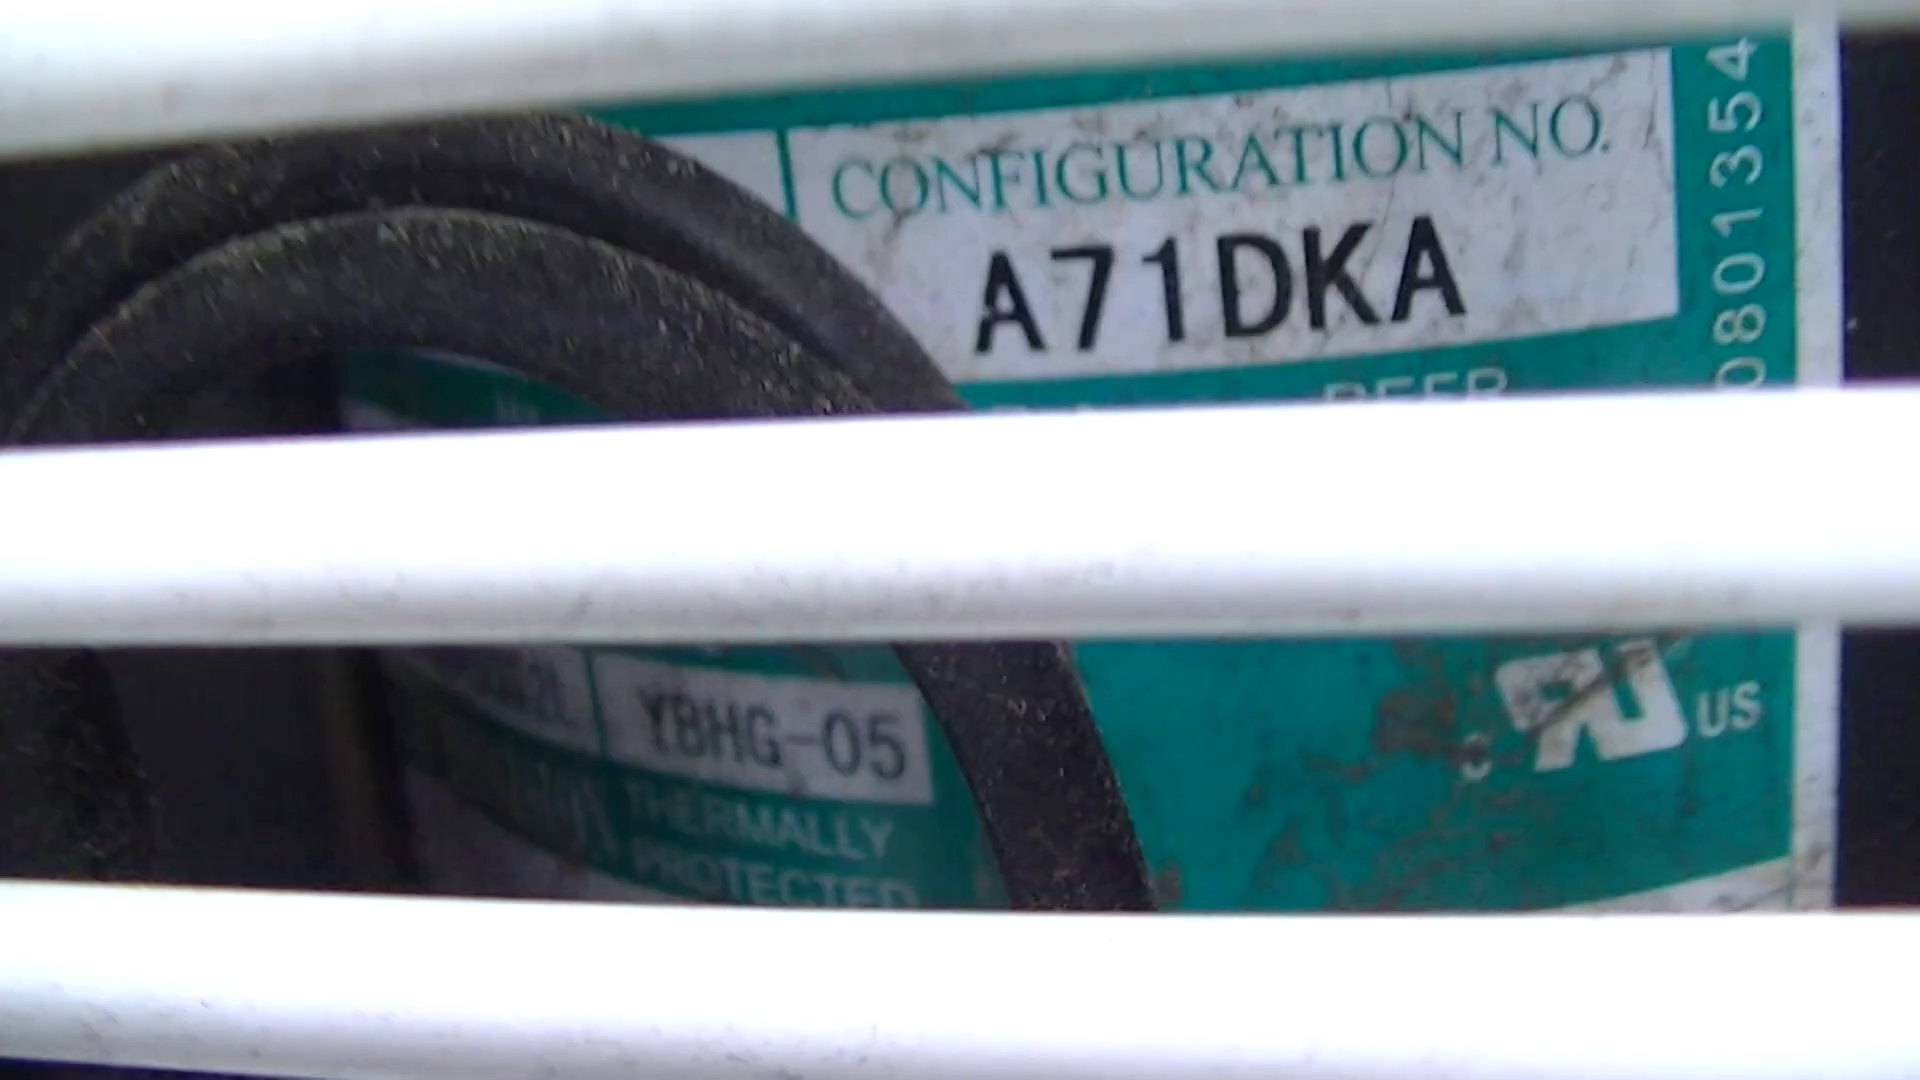 CONFIGURATION NO.
A71DKA
0801354
YBHG-05
THERMALLY
PROTECTED
US